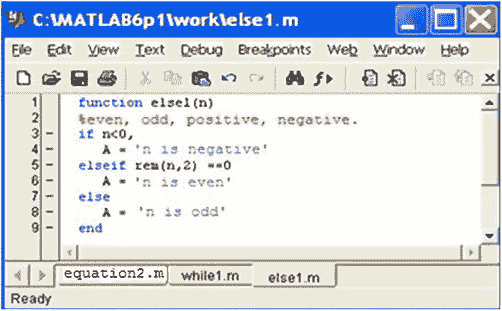 C:\MATLAB6p1\work\else1.m
File Edit View Text Debug Breakpoints Web Window Help
1 function else1(n)
2 %even, odd, positive, negative.
3 - if n<0,
4 - A = 'n is negative'
5 - elseif rem(n,2) ==0
6 - A = 'n is even'
7 - else
8 - A = 'n is odd'
9 - end
equation2.m while1.m else1.m
Ready